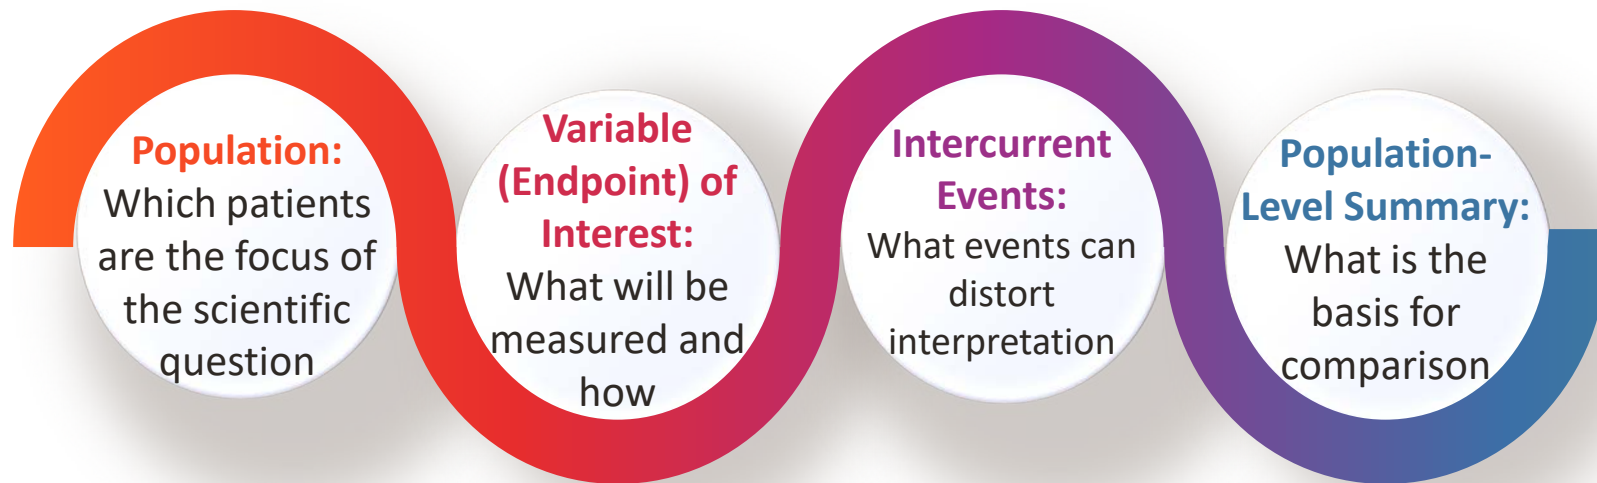 Population:
Which patients
are the focus of
the scientific
question
Variable
(Endpoint) of
Interest:
What will be
measured and
how
Intercurrent
Events:
What events can
distort
interpretation
Population-
Level Summary:
What is the
basis for
comparison